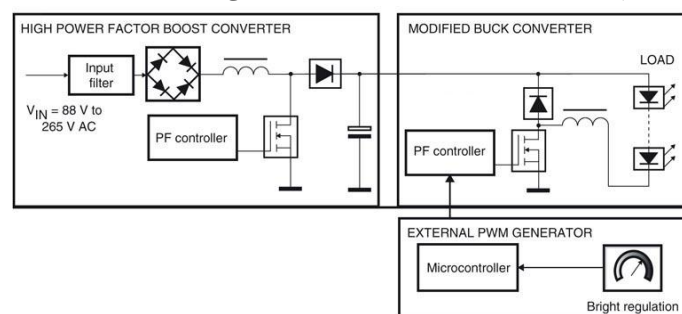 HIGH POWER FACTOR BOOST CONVERTER
Input
filter
VIN = 88 V to
265 V AC
PF controller
MODIFIED BUCK CONVERTER
LOAD
PF controller
EXTERNAL PWM GENERATOR
Microcontroller
Bright regulation